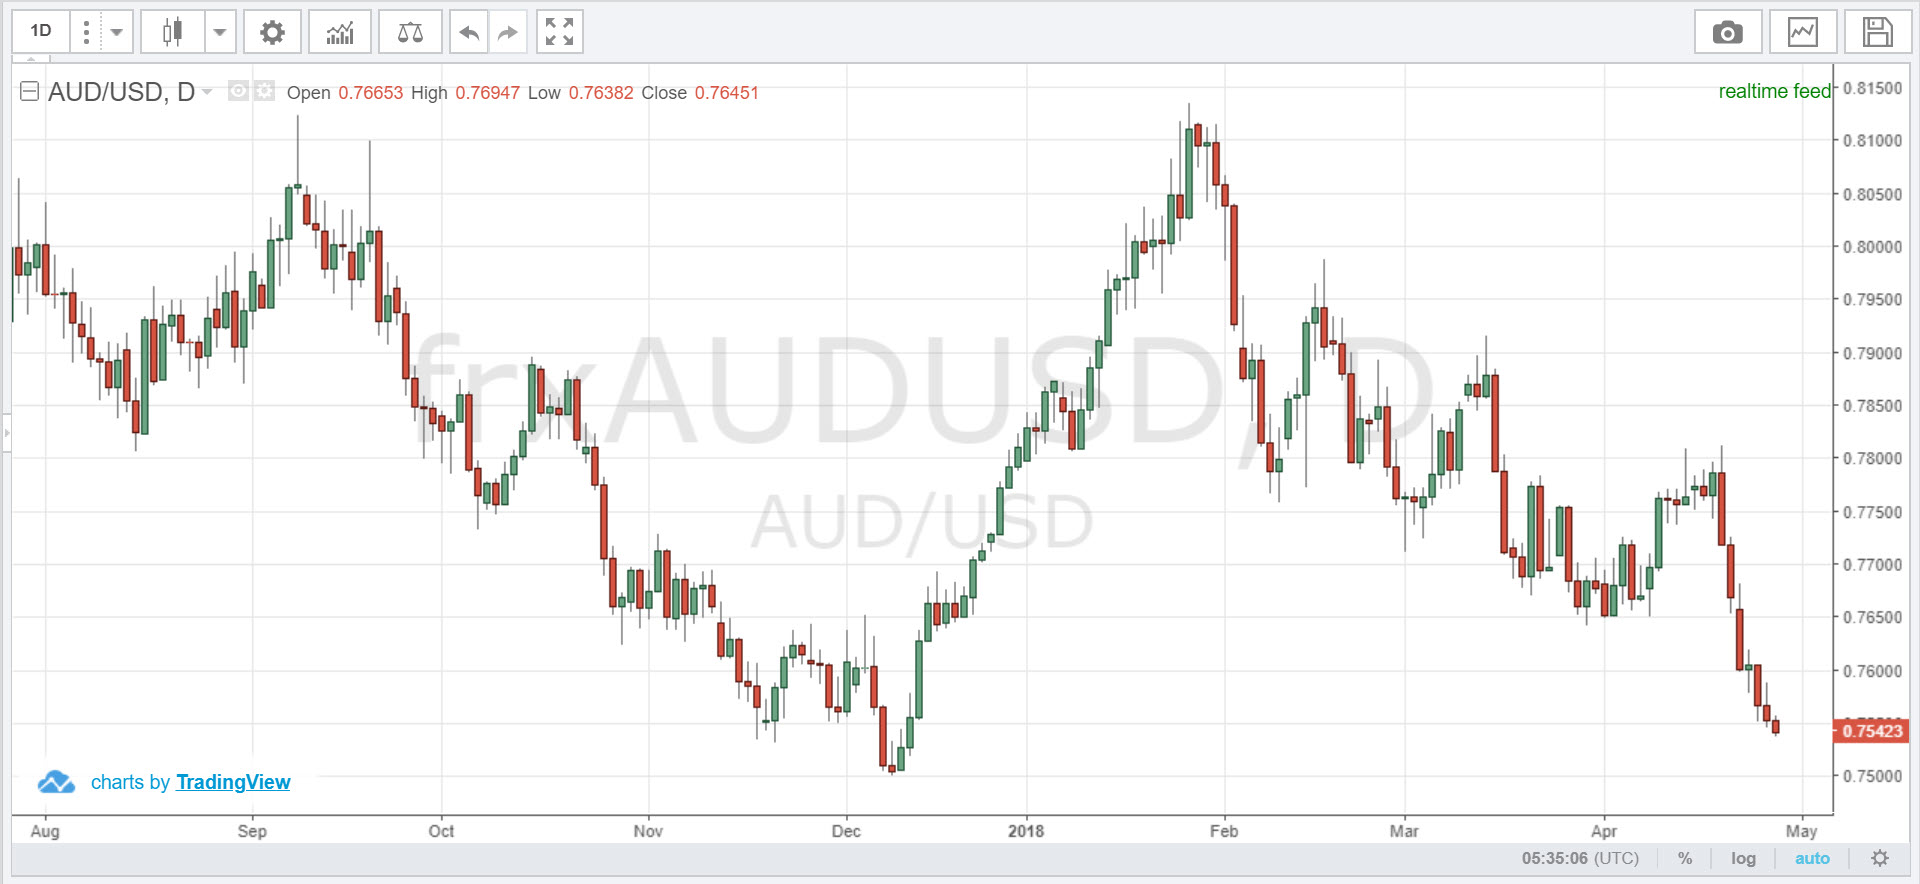 1D
AUD/USD, D Open 0.76653 High 0.76947 Low 0.76382 Close 0.76451
realtime feed
0.81500
0.81000
0.80500
0.80000
0.79500
0.79000
0.78500
0.78000
0.77500
0.77000
0.76500
0.76000
0.75423
0.75000
frxAUDUSD, D
AUD/USD
charts by TradingView
Aug Sep Oct Nov Dec 2018 Feb Mar Apr May
05:35:06 (UTC) % log auto